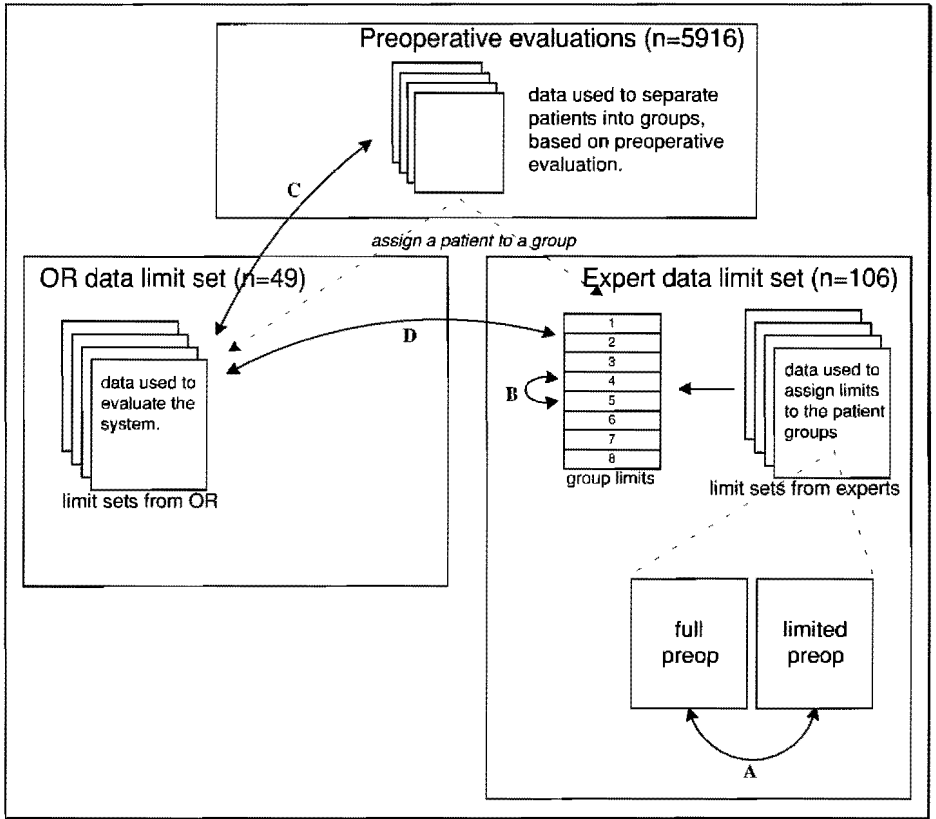 Preoperative evaluations (n=5916)
data used to separate
patients into groups,
based on preoperative
evaluation.
C
assign a patient to a group
OR data limit set (n=49)
data used to
evaluate the
system.
limit sets from OR
D
Expert data limit set (n=106)
1
2
3
4
5
6
7
8
B
group limits
data used to
assign limits
to the patient
groups
limit sets from experts
full
preop
limited
preop
A